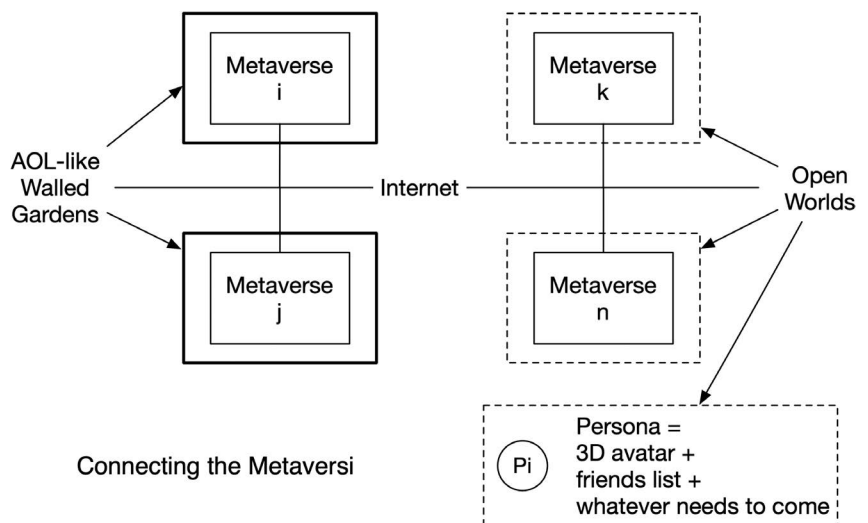 Metaverse
i
Metaverse
k
AOL-like
Walled
Gardens
Internet
Open
Worlds
Metaverse
j
Metaverse
n
Connecting the Metaversi
Pi
Persona =
3D avatar +
friends list +
whatever needs to come